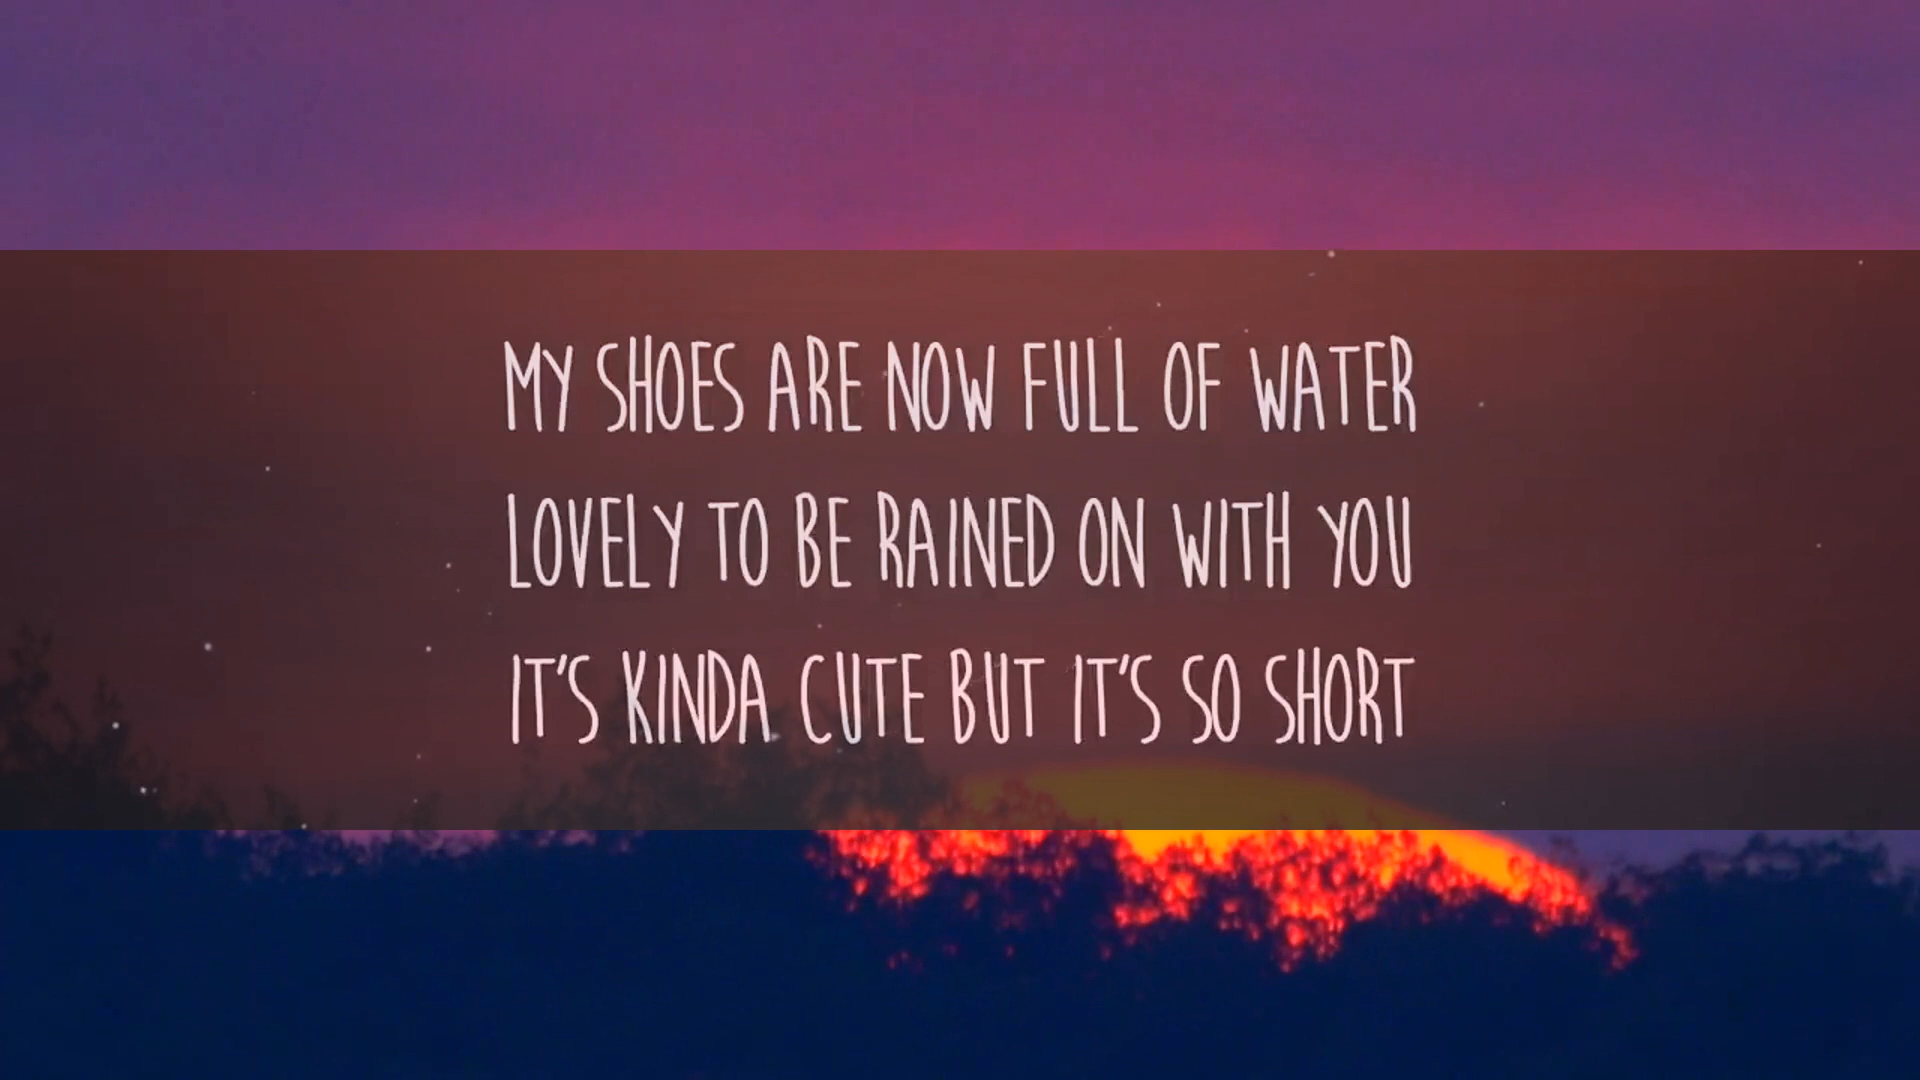 MY SHOES ARE NOW FULL OF WATER
LOVELY TO BE RAINED ON WITH YOU
IT'S KINDA CUTE BUT IT'S SO SHORT